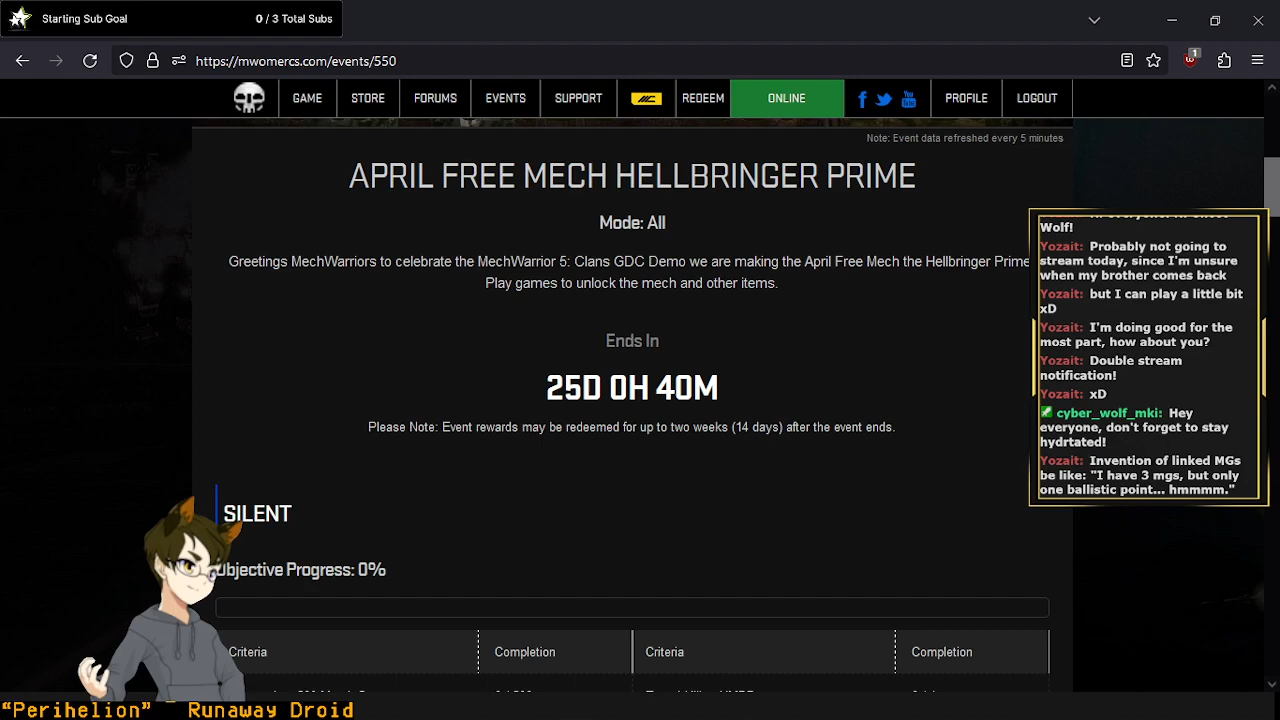 Starting Sub Goal
0 / 3 Total Subs
https://mwomercs.com/events/550
1
GAME
STORE
FORUMS
EVENTS
SUPPORT
MC
REDEEM
ONLINE
You Tube
PROFILE
LOGOUT
Note: Event data refreshed every 5 minutes
APRIL FREE MECH HELLBRINGER PRIME
Mode: All
Greetings MechWarriors to celebrate the MechWarrior 5: Clans GDC Demo we are making the April Free Mech the Hellbringer Prime
Play games to unlock the mech and other items.
Ends In
25D 0H 40M
Please Note: Event rewards may be redeemed for up to two weeks (14 days) after the event ends.
SILENT
Objective Progress: 0%
Criteria
Completion
Criteria
Completion
Wolf!
Yozait: Probably not going to
stream today, since I'm unsure
when my brother comes back
Yozait: but I can play a little bit
xD
Yozait: I'm doing good for the
most part, how about you?
Yozait: Double stream
notification!
Yozait: xD
cyber_wolf_mki: Hey
everyone, don't forget to stay
hydrtated!
Yozait: Invention of linked MGs
be like: "I have 3 mgs, but only
one ballistic point... hmmmm."
“Perihelion” - Runaway Droid